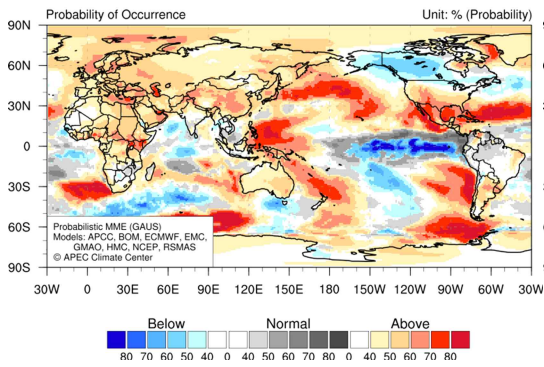 Probability of Occurrence Unit: % (Probability)
90N
60N
30N
0
30S
60S
90S
Probabilistic MME (GAUS)
Models: APCC, BOM, ECMWF, EMC,
GMAO, HMC, NCEP, RSMAS
© APEC Climate Center
30W 0 30E 60E 90E 120E 150E 180 150W 120W 90W 60W 30W
Below Normal Above
80 70 60 50 40 0 40 50 60 70 80 0 40 50 60 70 80